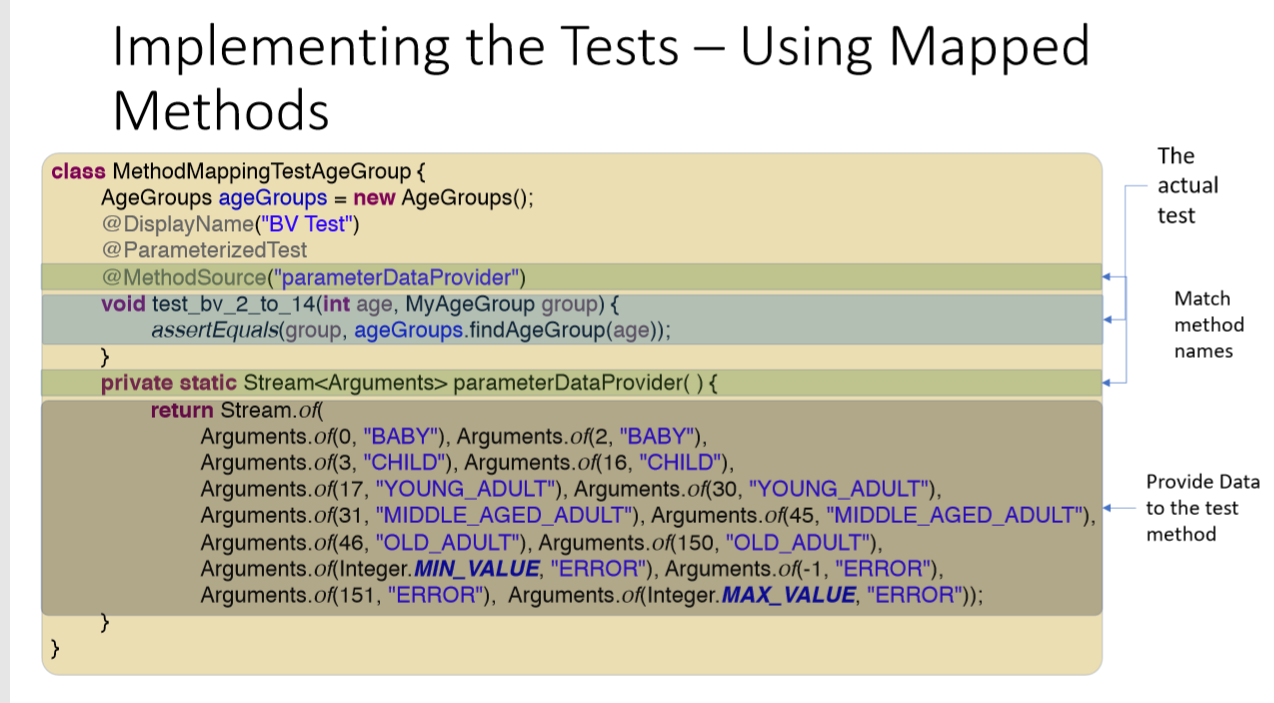 Implementing the Tests – Using Mapped
Methods
class MethodMappingTestAgeGroup {
AgeGroups ageGroups = new AgeGroups();
@DisplayName("BV Test")
@ParameterizedTest
@MethodSource("parameterDataProvider")
void test_bv_2_to_14(int age, MyAgeGroup group) {
assertEquals(group, ageGroups.findAgeGroup(age));
}
private static Stream<Arguments> parameterDataProvider( ) {
return Stream.of(
Arguments.of(0, "BABY"), Arguments.of(2, "BABY"),
Arguments.of(3, "CHILD"), Arguments.of(16, "CHILD"),
Arguments.of(17, "YOUNG_ADULT"), Arguments.of(30, "YOUNG_ADULT"),
Arguments.of(31, "MIDDLE_AGED_ADULT"), Arguments.of(45, "MIDDLE_AGED_ADULT"),
Arguments.of(46, "OLD_ADULT"), Arguments.of(150, "OLD_ADULT"),
Arguments.of(Integer.MIN_VALUE, "ERROR"), Arguments.of(-1, "ERROR"),
Arguments.of(151, "ERROR"), Arguments.of(Integer.MAX_VALUE, "ERROR"));
}
}
The
actual
test
Match
method
names
Provide Data
to the test
method